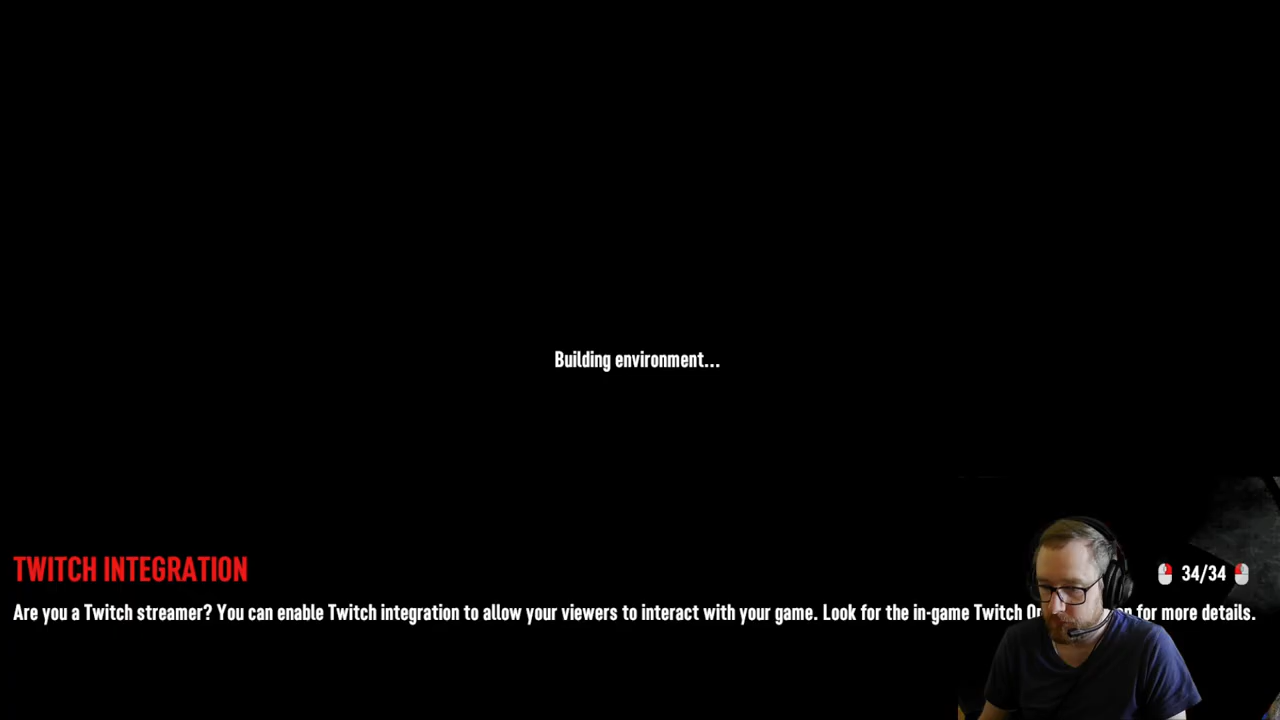 Building environment...
TWITCH INTEGRATION
34/34
Are you a Twitch streamer? You can enable Twitch integration to allow your viewers to interact with your game. Look for the in-game Twitch for more details.